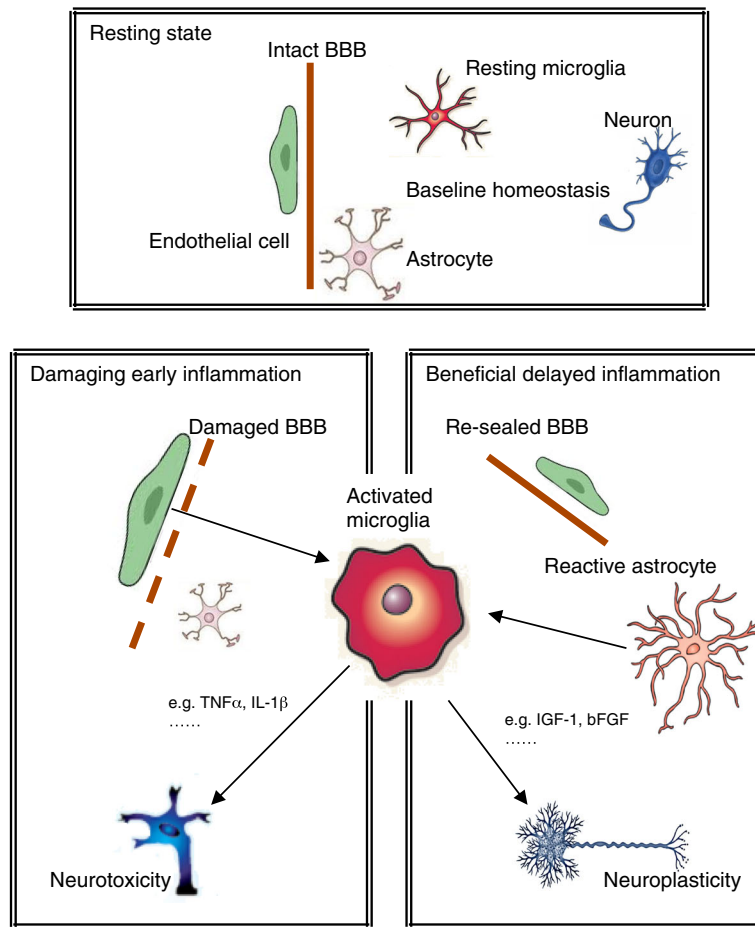 Resting state
Intact BBB
Resting microglia
Neuron
Baseline homeostasis
Endothelial cell
Astrocyte
Damaging early inflammation
Damaged BBB
Beneficial delayed inflammation
Re-sealed BBB
Activated
microglia
Reactive astrocyte
e.g. TNFα, IL-1β
......
e.g. IGF-1, bFGF
......
Neurotoxicity
Neuroplasticity